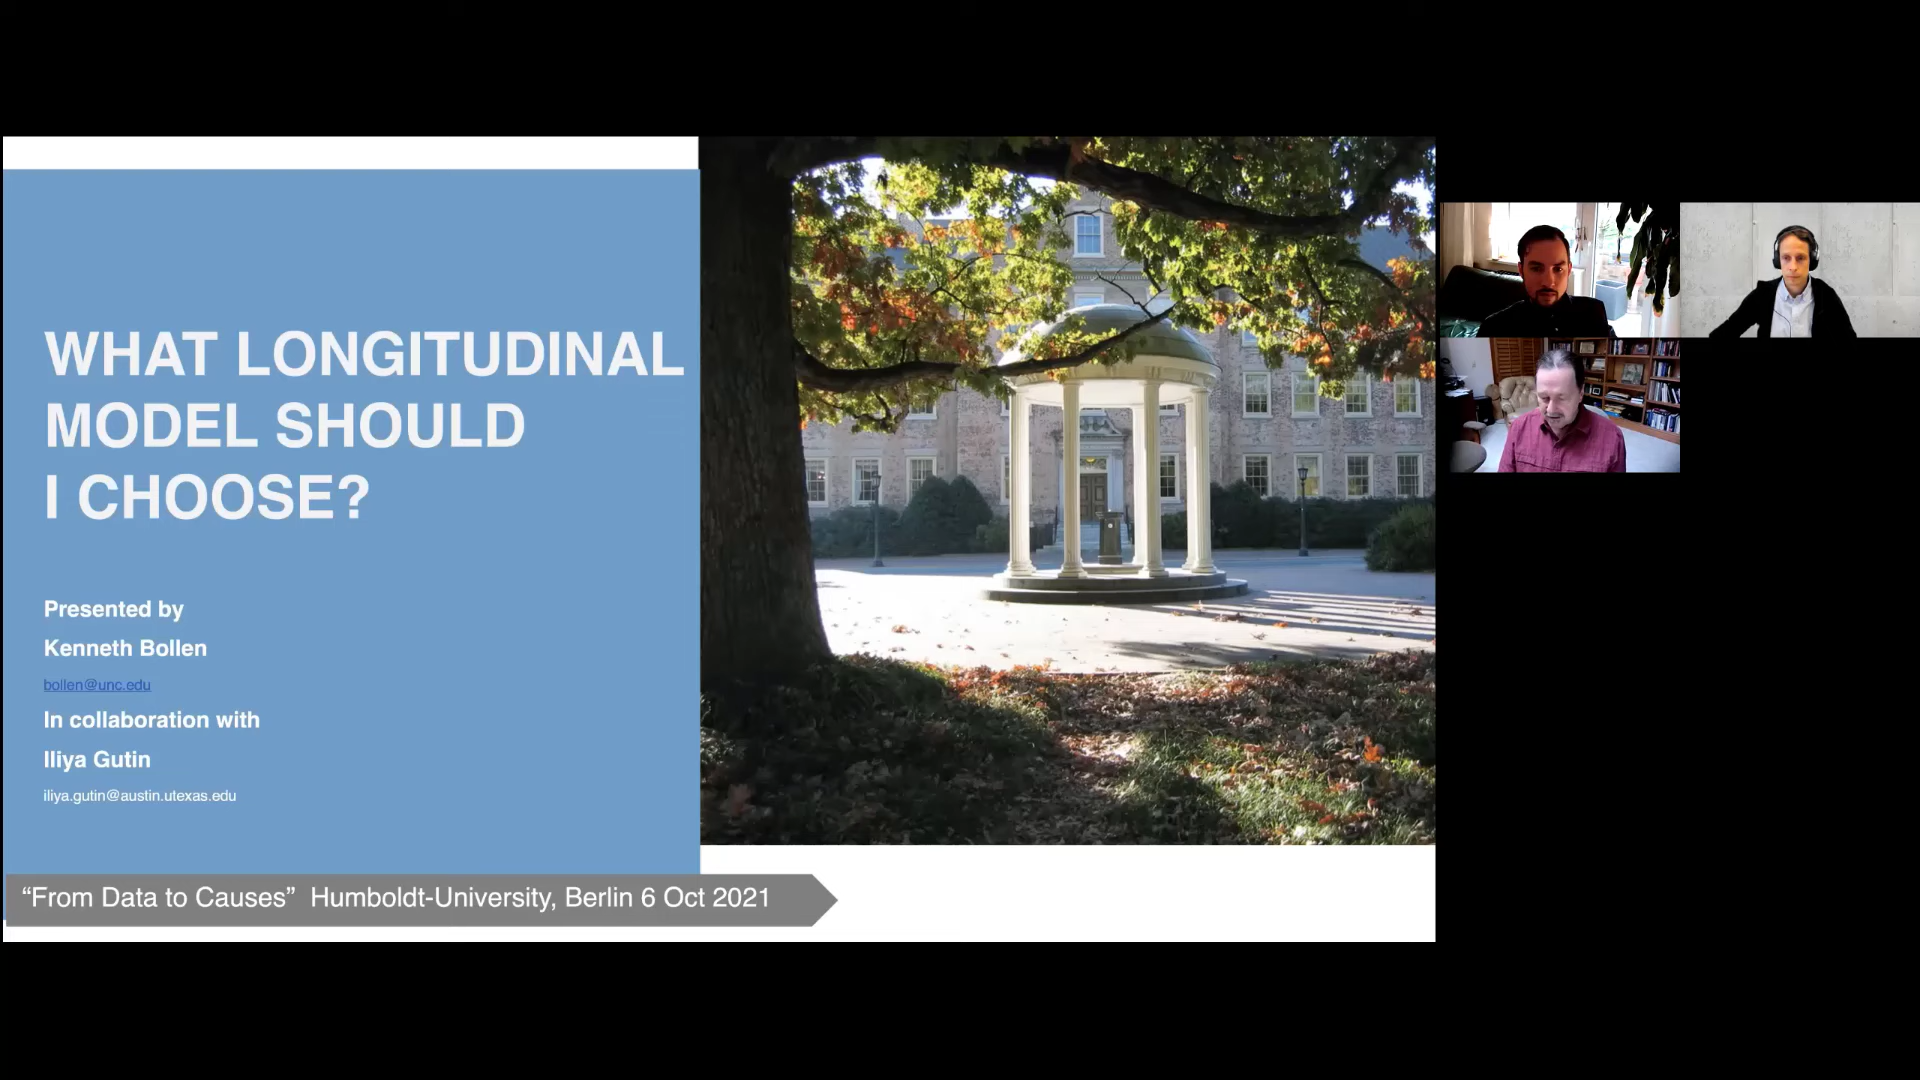 WHAT LONGITUDINAL
MODEL SHOULD
I CHOOSE?
Presented by
Kenneth Bollen
bollen@unc.edu
In collaboration with
Iliya Gutin
iliya.gutin@austin.utexas.edu
“From Data to Causes” Humboldt-University, Berlin 6 Oct 2021